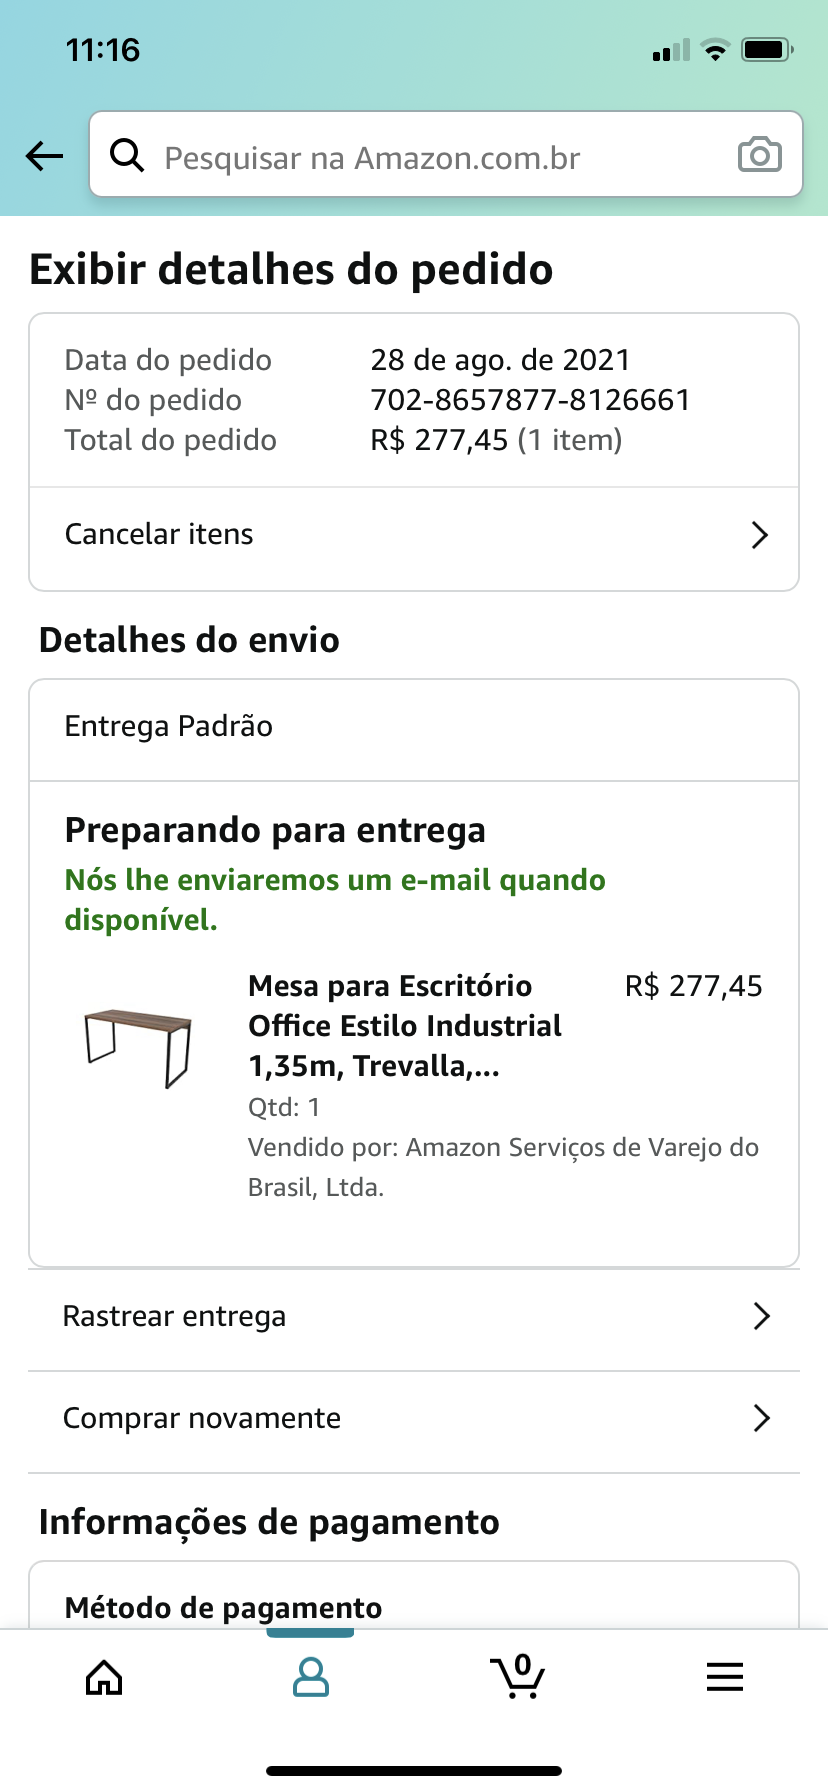 11:16
Pesquisar na Amazon.com.br
Exibir detalhes do pedido
Data do pedido 28 de ago. de 2021
Nº do pedido 702-8657877-8126661
Total do pedido R$ 277,45 (1 item)
Cancelar itens
Detalhes do envio
Entrega Padrão
Preparando para entrega
Nós lhe enviaremos um e-mail quando
disponível.
Mesa para Escritório R$ 277,45
Office Estilo Industrial
1,35m, Trevalla,...
Qtd: 1
Vendido por: Amazon Serviços de Varejo do
Brasil, Ltda.
Rastrear entrega
Comprar novamente
Informações de pagamento
Método de pagamento
0